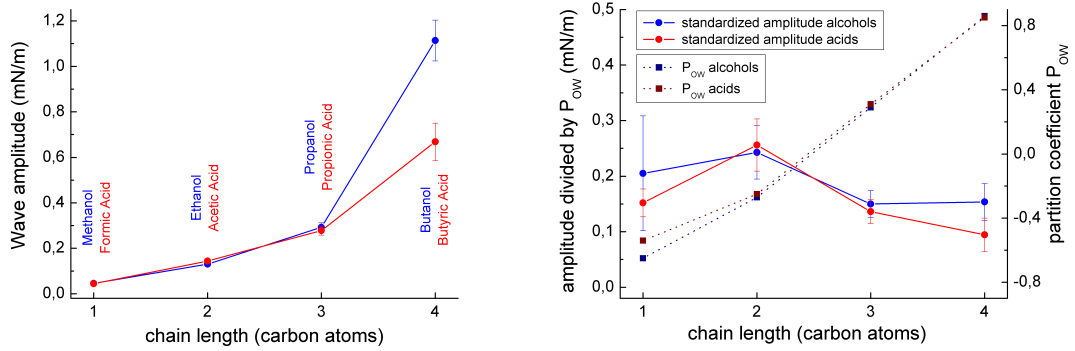 Wave amplitude (mN/m)
1,2
1,0
0,8
0,6
0,4
0,2
0,0
Methanol
Formic Acid
Ethanol
Acetic Acid
Propanol
Propionic Acid
Butanol
Butyric Acid
1 2 3 4
chain length (carbon atoms)
amplitude divided by P_OW (mN/m)
0,5
0,4
0,3
0,2
0,1
0,0
standardized amplitude alcohols
standardized amplitude acids
P_OW alcohols
P_OW acids
0,8
0,4
0,0
-0,4
-0,8
partition coefficient P_OW
1 2 3 4
chain length (carbon atoms)